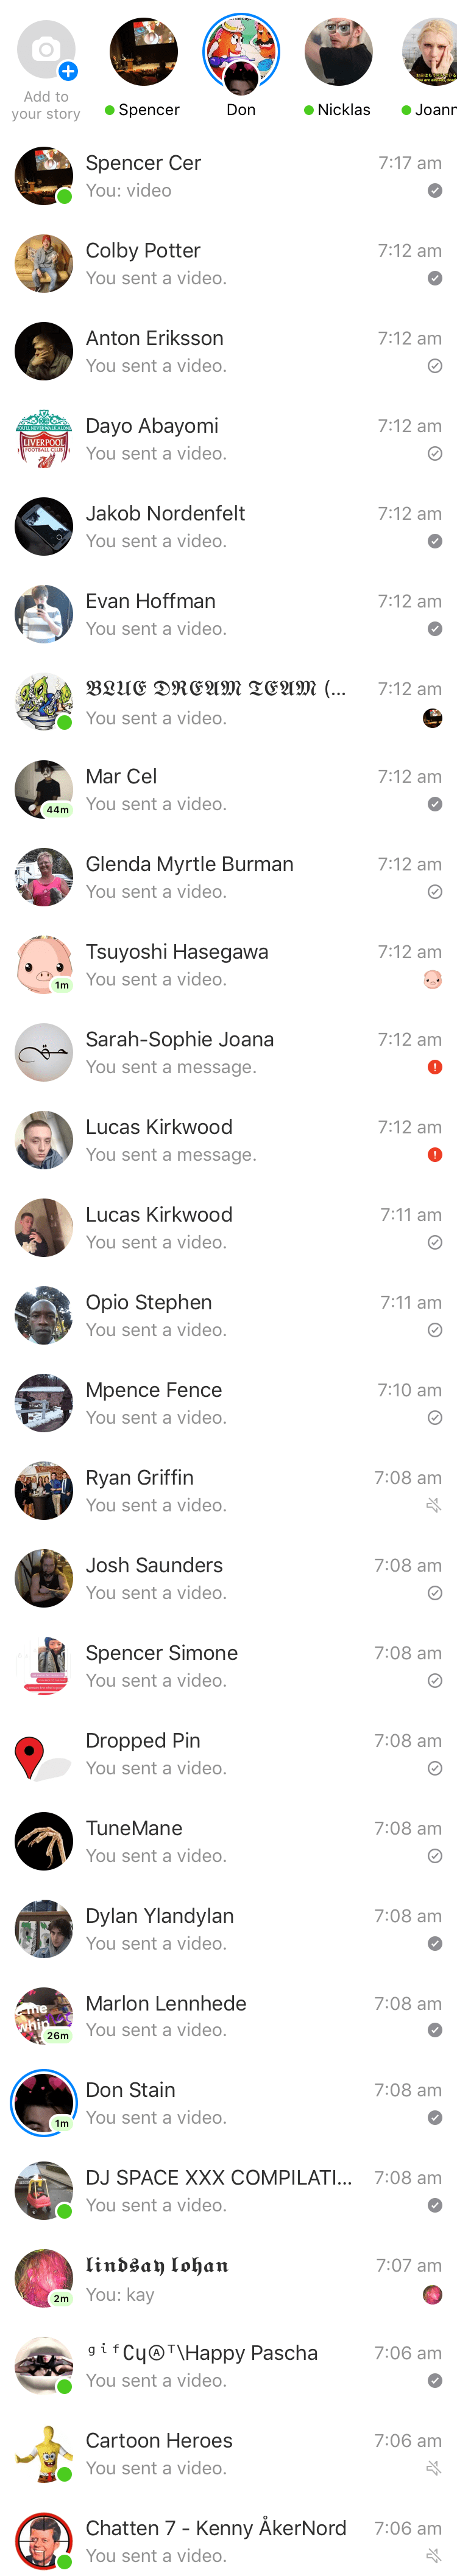 Add to
your story
Spencer
Don
Nicklas
Joann
Spencer Cer
7:17 am
You: video
Colby Potter
7:12 am
You sent a video.
Anton Eriksson
7:12 am
You sent a video.
YOU'LL NEVER WALK ALONE
LIVERPOOL
FOOTBALL CLUB
Dayo Abayomi
7:12 am
You sent a video.
Jakob Nordenfelt
7:12 am
You sent a video.
Evan Hoffman
7:12 am
You sent a video.
𝕭𝕷𝖀𝕰 𝕯𝕽𝕰𝕬𝕸 𝕿𝕰𝕬𝕸 (...
7:12 am
You sent a video.
Mar Cel
7:12 am
44m
You sent a video.
Glenda Myrtle Burman
7:12 am
You sent a video.
Tsuyoshi Hasegawa
7:12 am
1m
You sent a video.
Sarah-Sophie Joana
7:12 am
You sent a message.
Lucas Kirkwood
7:12 am
You sent a message.
Lucas Kirkwood
7:11 am
You sent a video.
Opio Stephen
7:11 am
You sent a video.
Mpence Fence
7:10 am
You sent a video.
Ryan Griffin
7:08 am
You sent a video.
Josh Saunders
7:08 am
You sent a video.
Spencer Simone
7:08 am
You sent a video.
Dropped Pin
7:08 am
You sent a video.
TuneMane
7:08 am
You sent a video.
Dylan Ylandylan
7:08 am
You sent a video.
Marlon Lennhede
7:08 am
the
whip
26m
You sent a video.
Don Stain
7:08 am
1m
You sent a video.
DJ SPACE XXX COMPILATI...
7:08 am
You sent a video.
𝖑𝖎𝖓𝖉𝖘𝖆𝖞 𝖑𝖔𝖍𝖆𝖓
7:07 am
2m
You: kay
ᵍⁱᶠꞆцⒶᵀ\Happy Pascha
7:06 am
You sent a video.
Cartoon Heroes
7:06 am
You sent a video.
Chatten 7 - Kenny ÅkerNord
7:06 am
You sent a video.